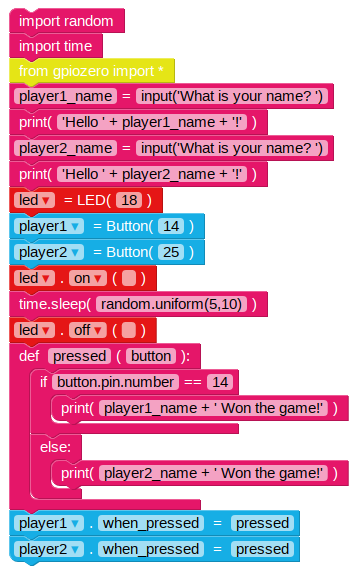 import random
import time
from gpiozero import *
player1_name = input('What is your name? ')
print( 'Hello ' + player1_name + '!' )
player2_name = input('What is your name? ')
print( 'Hello ' + player2_name + '!' )
led ▾ = LED( 18 )
player1 ▾ = Button( 14 )
player2 ▾ = Button( 25 )
led ▾ . on ▾ ( )
time.sleep( random.uniform(5,10) )
led ▾ . off ▾ ( )
def pressed ( button ):
if button.pin.number == 14
print( player1_name + ' Won the game!' )
else:
print( player2_name + ' Won the game!' )
player1 ▾ . when_pressed = pressed
player2 ▾ . when_pressed = pressed